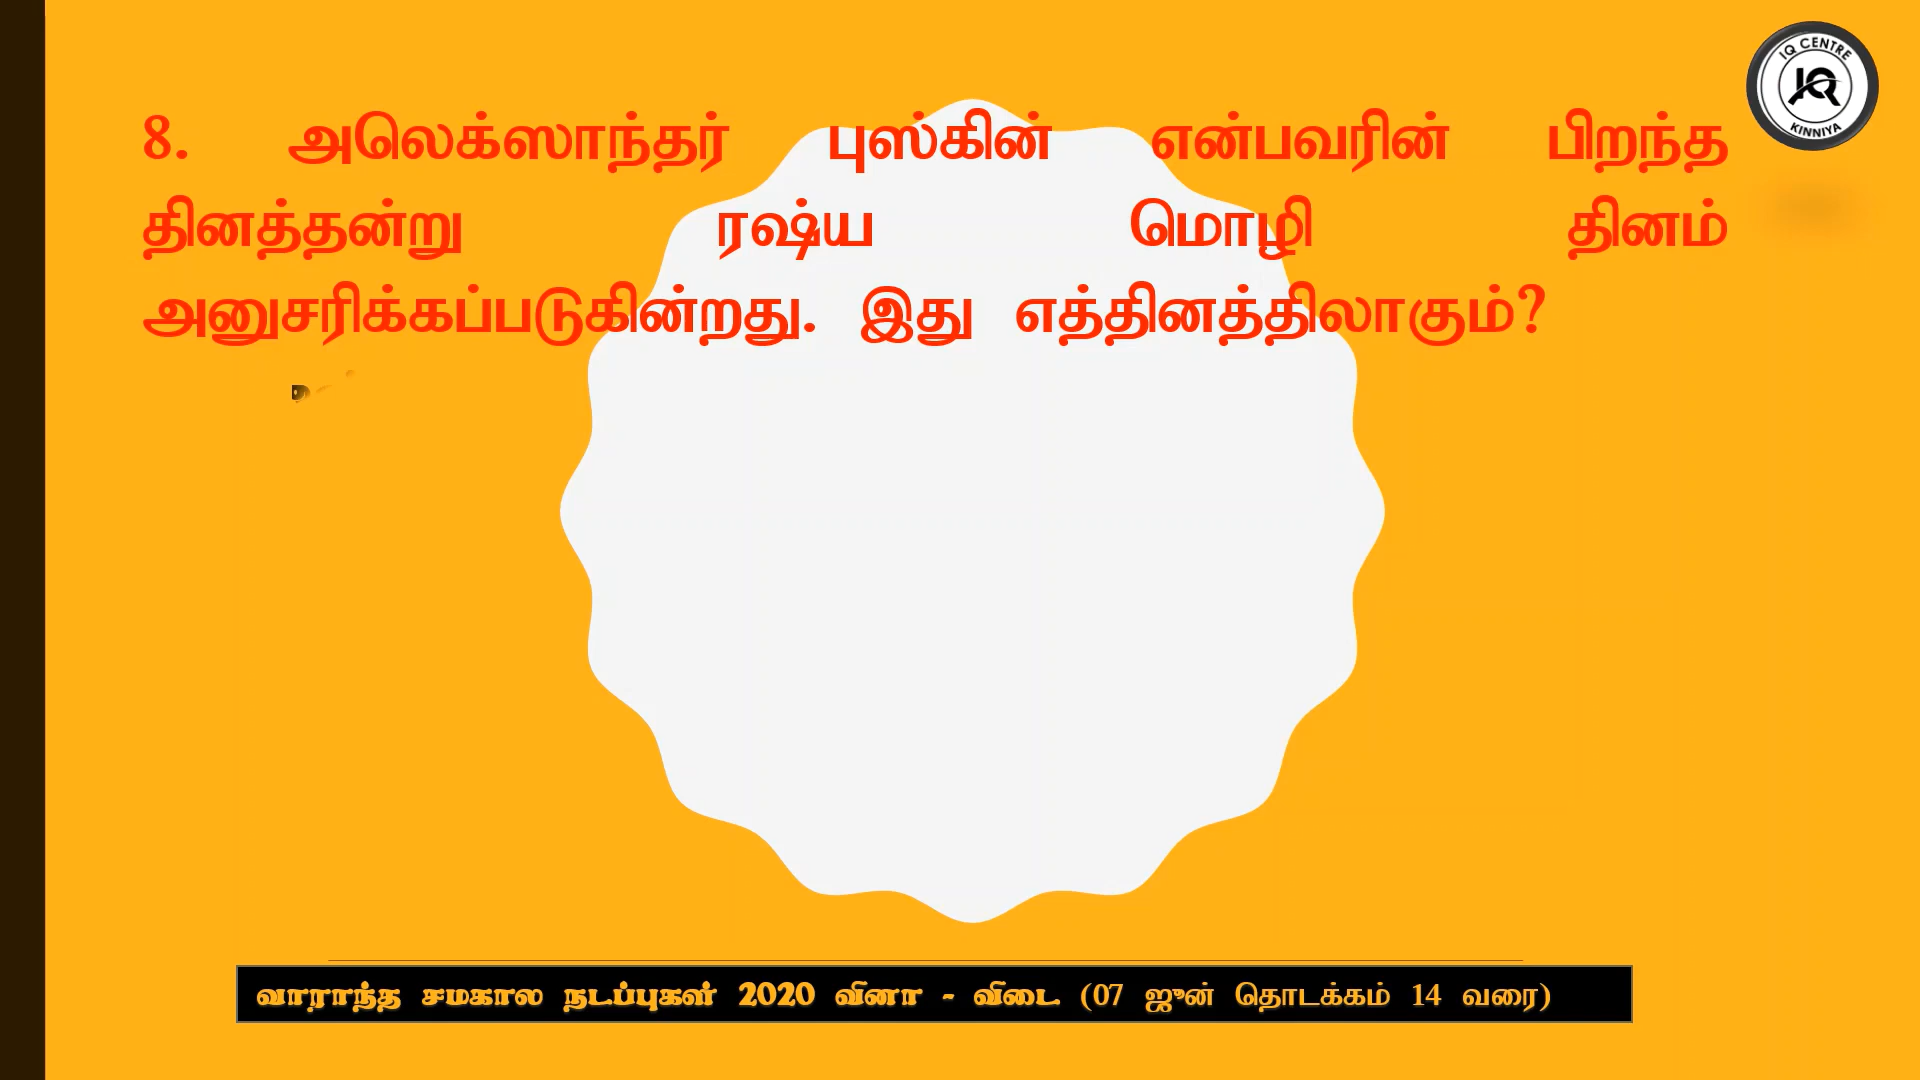 IQ CENTRE
IQ
KINNIYA
8. அலெக்ஸாந்தர் புஸ்கின் என்பவரின் பிறந்த
தினத்தன்று ரஷ்ய மொழி தினம்
அனுசரிக்கப்படுகின்றது. இது எத்தினத்திலாகும்?
வாராந்த சமகால நடப்புகள் 2020 வினா - விடை (07 ஜுன் தொடக்கம் 14 வரை)